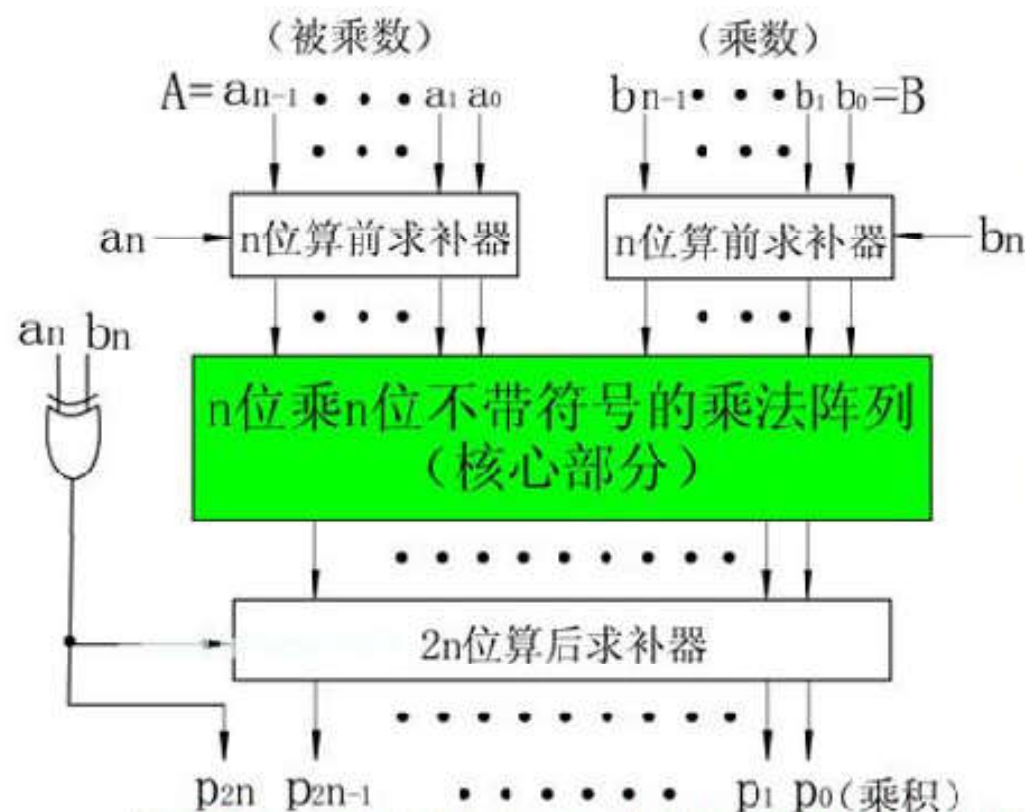 （被乘数） （乘数）
A=an-1 • • • a1 a0 bn-1 • • • b1 b0=B
• • • • • •
an n位算前求补器 n位算前求补器 bn
• • • • • •
an bn
n位乘n位不带符号的乘法阵列
（核心部分）
• • • • • • • • •
2n位算后求补器
• • • • • • • • •
p2n p2n-1 • • • • • • p1 p0(乘积)